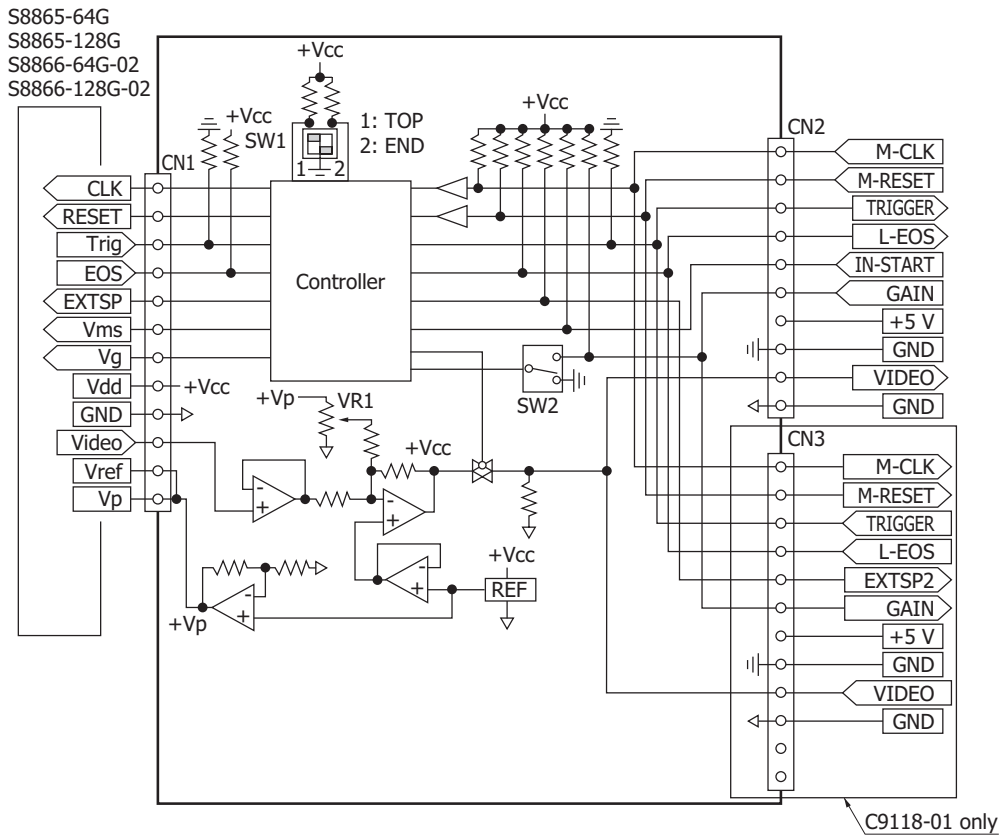 S8865-64G
S8865-128G
S8866-64G-02
S8866-128G-02
+Vcc
+Vcc
SW1
1: TOP
2: END
1 2
+Vcc
CN1
CLK
RESET
Trig
EOS
EXTSP
Vms
Vg
Vdd
+Vcc
GND
Video
Vref
Vp
Controller
SW2
+Vp
VR1
+Vcc
-
+
-
+
-
+
-
+
+Vp
+Vcc
REF
CN2
M-CLK
M-RESET
TRIGGER
L-EOS
IN-START
GAIN
+5 V
GND
VIDEO
GND
CN3
M-CLK
M-RESET
TRIGGER
L-EOS
EXTSP2
GAIN
+5 V
GND
VIDEO
GND
C9118-01 only